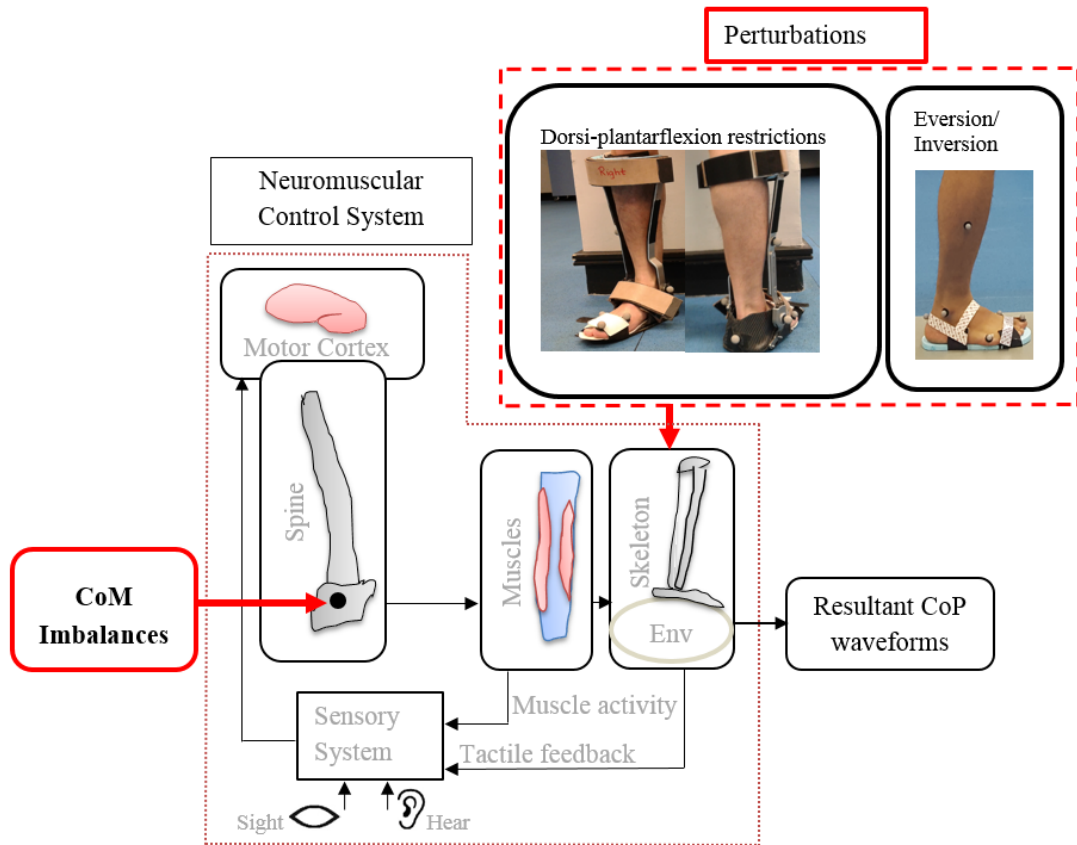 Perturbations
Dorsi-plantarflexion restrictions
Eversion/
Inversion
Right
Neuromuscular
Control System
Motor Cortex
Spine
Muscles
Skeleton
Env
CoM
Imbalances
Resultant CoP
waveforms
Sensory
System
Muscle activity
Tactile feedback
Sight
Hear